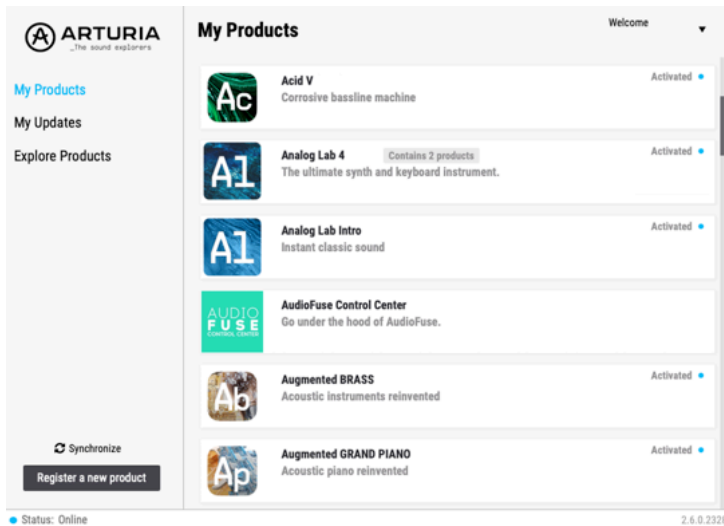 ARTURIA
_The sound explorers
My Products
My Updates
Explore Products
Synchronize
Register a new product
Status: Online
My Products
Welcome
Ac
Acid V
Activated
Corrosive bassline machine
Al
Analog Lab 4
Contains 2 products
Activated
The ultimate synth and keyboard instrument.
Al
Analog Lab Intro
Activated
Instant classic sound
AUDIO
FUSE
CONTROL CENTER
AudioFuse Control Center
Go under the hood of AudioFuse.
Ab
Augmented BRASS
Activated
Acoustic instruments reinvented
Ap
Augmented GRAND PIANO
Activated
Acoustic piano reinvented